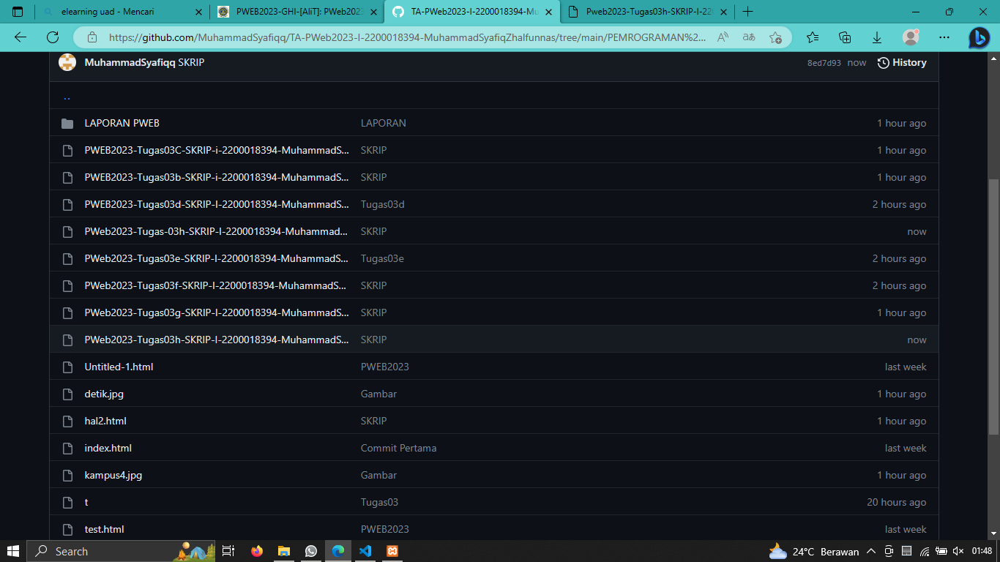 elearning uad - Mencari
PWEB2023-GHI-[AliT]: PWeb2023
TA-PWeb2023-I-2200018394-Mu
Pweb2023-Tugas03h-SKRIP-I-22
https://github.com/MuhammadSyafiqq/TA-PWeb2023-I-2200018394-MuhammadSyafiqZhalfunnas/tree/main/PEMROGRAMAN%2...
MuhammadSyafiqq SKRIP 8ed7d93 now History
..
LAPORAN PWEB LAPORAN 1 hour ago
PWEB2023-Tugas03C-SKRIP-i-2200018394-MuhammadS... SKRIP 1 hour ago
PWEB2023-Tugas03b-SKRIP-i-2200018394-MuhammadS... SKRIP 1 hour ago
PWEB2023-Tugas03d-SKRIP-I-2200018394-MuhammadS... Tugas03d 2 hours ago
PWeb2023-Tugas-03h-SKRIP-I-2200018394-Muhammad... SKRIP now
PWeb2023-Tugas03e-SKRIP-I-2200018394-MuhammadS... Tugas03e 2 hours ago
PWeb2023-Tugas03f-SKRIP-I-2200018394-MuhammadS... SKRIP 2 hours ago
PWeb2023-Tugas03g-SKRIP-I-2200018394-MuhammadS... SKRIP 1 hour ago
PWeb2023-Tugas03h-SKRIP-I-2200018394-MuhammadS... SKRIP now
Untitled-1.html PWEB2023 last week
detik.jpg Gambar 1 hour ago
hal2.html SKRIP 1 hour ago
index.html Commit Pertama last week
kampus4.jpg Gambar 1 hour ago
t Tugas03 20 hours ago
test.html PWEB2023 last week
Search 24°C Berawan 01:48